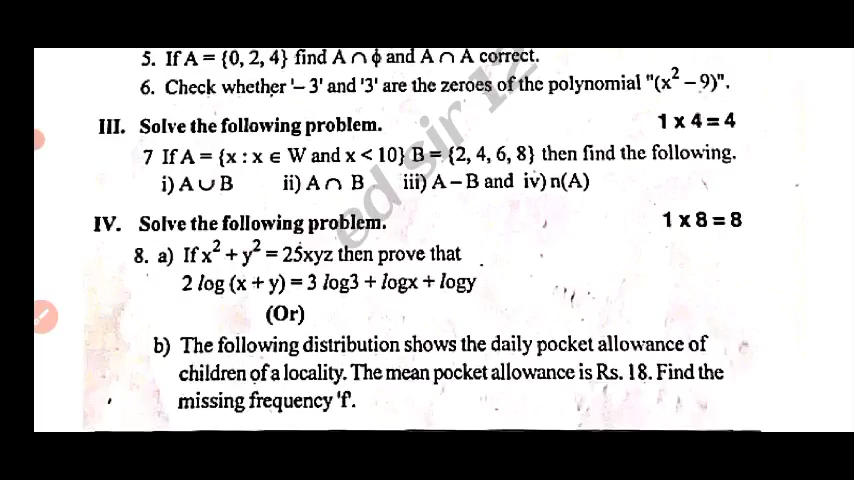 5. If A = {0, 2, 4} find A ∩ ϕ and A ∩ A correct.
6. Check whether '– 3' and '3' are the zeroes of the polynomial "(x² – 9)".
III. Solve the following problem. 1 x 4 = 4
7 If A = {x : x ∈ W and x < 10} B = {2, 4, 6, 8} then find the following.
i) A ∪ B ii) A ∩ B iii) A – B and iv) n(A)
IV. Solve the following problem. 1 x 8 = 8
8. a) If x² + y² = 25xyz then prove that
2 log (x + y) = 3 log3 + logx + logy
(Or)
b) The following distribution shows the daily pocket allowance of
children of a locality. The mean pocket allowance is Rs. 18. Find the
missing frequency 'f'.
ed sir 12